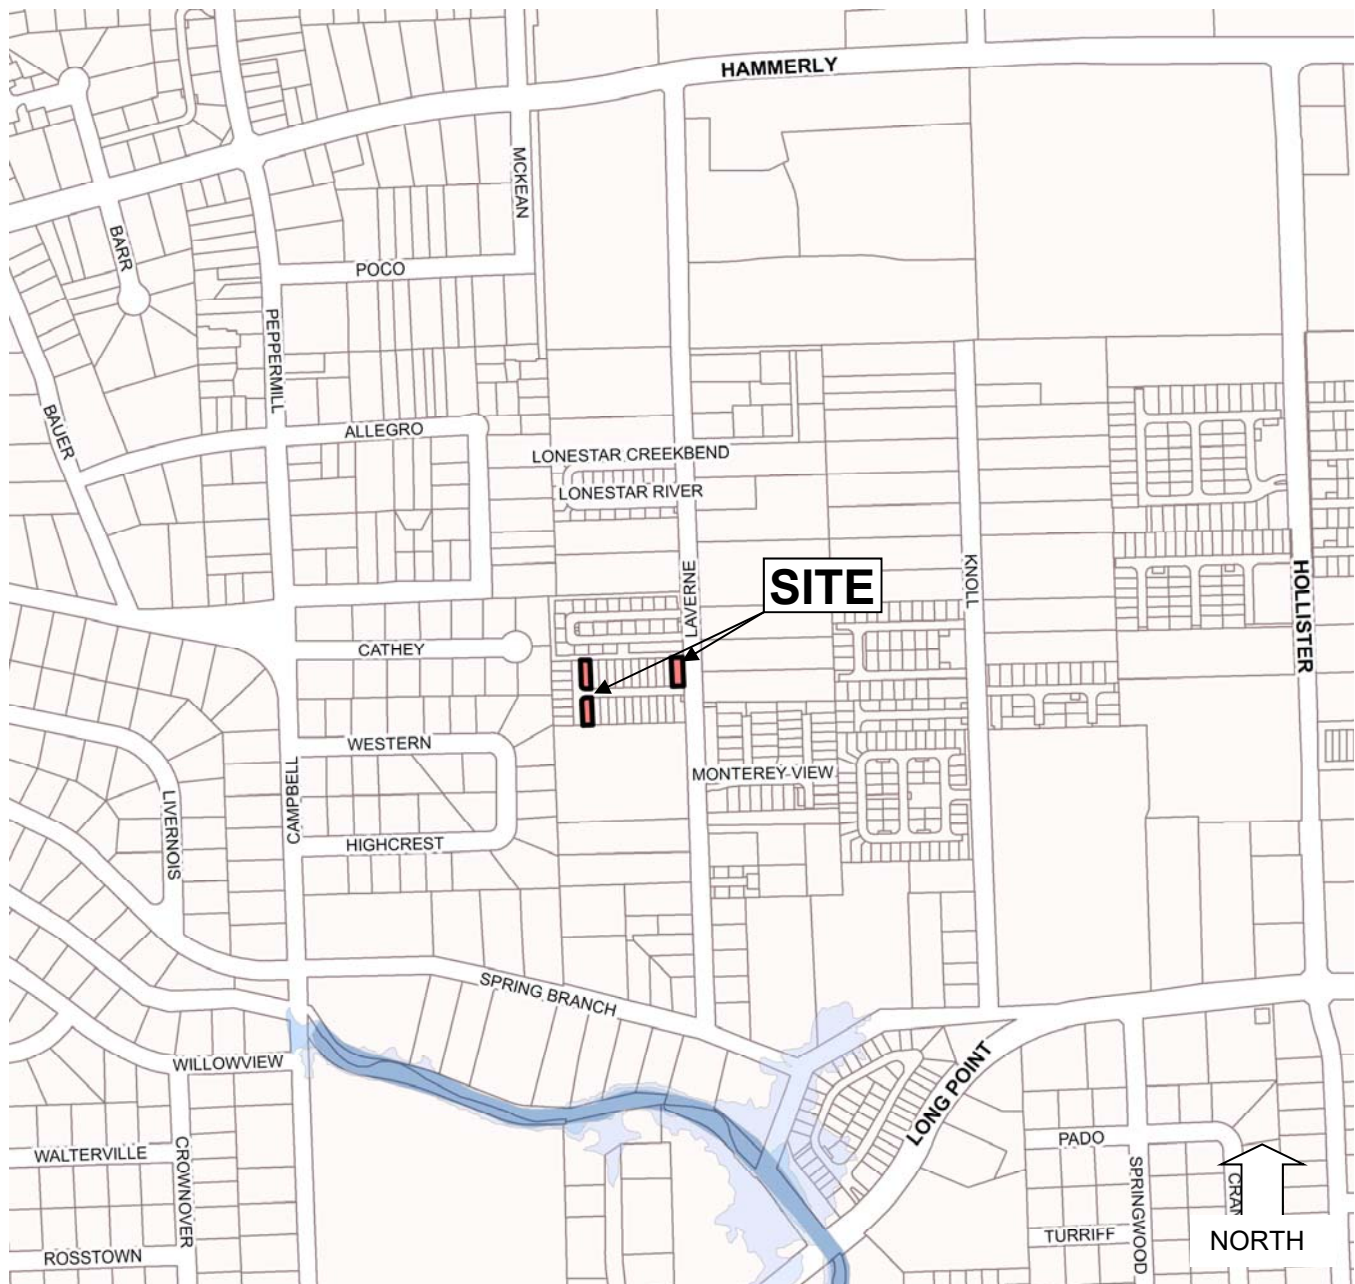 HAMMERLY
MCKEAN
BARR
POCO
PEPPERMILL
BAUER
ALLEGRO
LONESTAR CREEKBEND
LONESTAR RIVER
LAVERNE
SITE
KNOLL
HOLLISTER
CATHEY
WESTERN
MONTEREY VIEW
LIVERNOIS
CAMPBELL
HIGHCREST
SPRING BRANCH
WILLOWVIEW
LONG POINT
WALTERVILLE
CROWNOVER
PADO
SPRINGWOOD
CRAN
TURRIFF
NORTH
ROSSTOWN